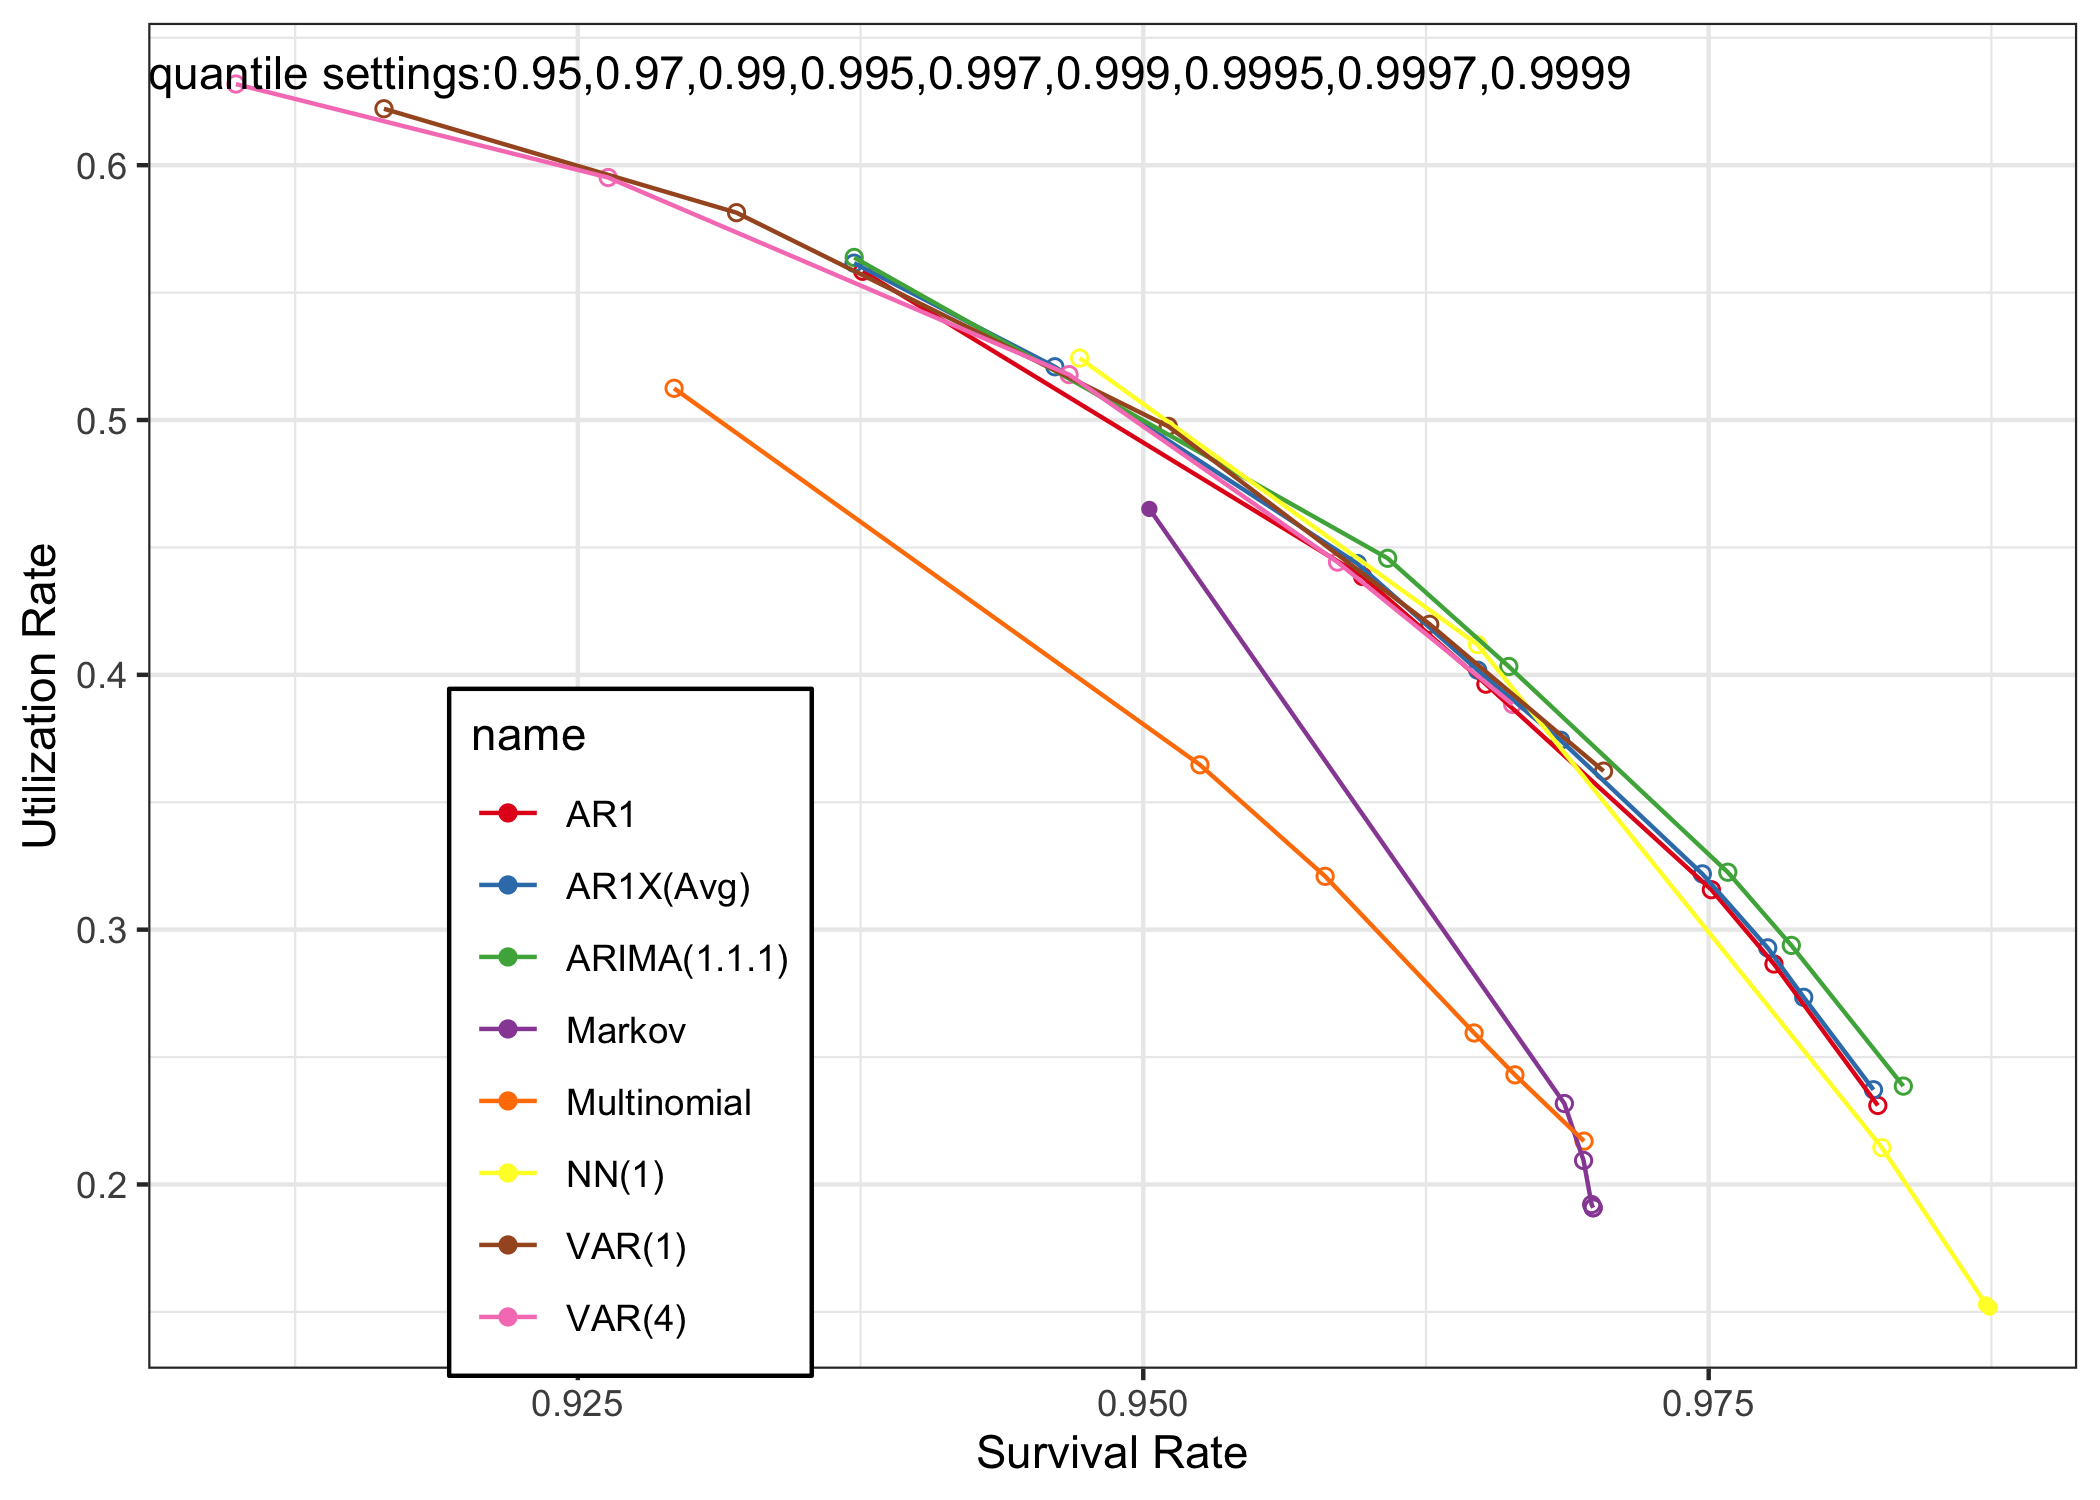 quantile settings:0.95,0.97,0.99,0.995,0.997,0.999,0.9995,0.9997,0.9999
0.6
0.5
0.4
0.3
0.2
Utilization Rate
name
AR1
AR1X(Avg)
ARIMA(1.1.1)
Markov
Multinomial
NN(1)
VAR(1)
VAR(4)
0.925 0.950 0.975
Survival Rate